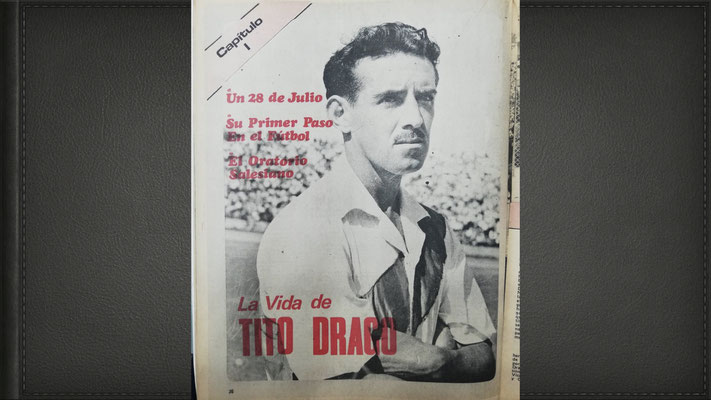 Capítulo
I
Un 28 de Julio
Su Primer Paso
En el Fútbol
El Oratorio
Salesiano
La Vida de
TITO DRAGO